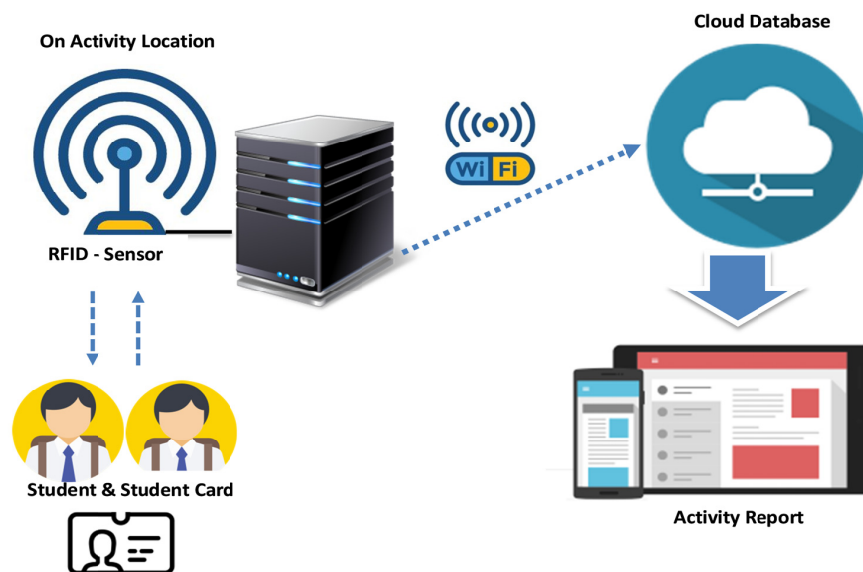 On Activity Location
Cloud Database
Wi Fi
RFID - Sensor
Student & Student Card
Activity Report